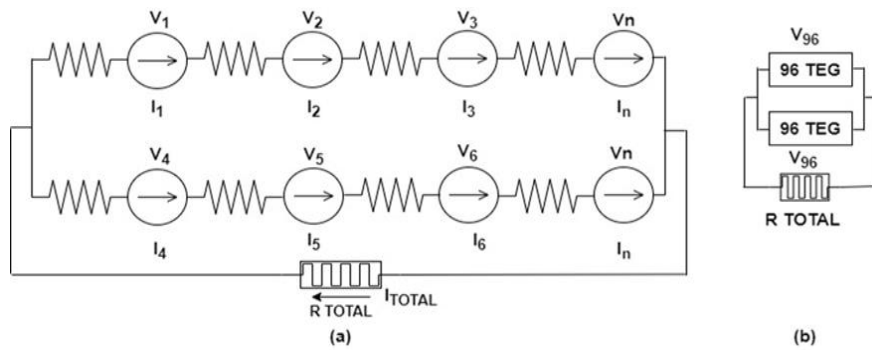 V1 V2 V3 Vn
I1 I2 I3 In
V4 V5 V6 Vn
I4 I5 I6 In
R TOTAL ITOTAL
(a)
V96
96 TEG
96 TEG
V96
R TOTAL
(b)